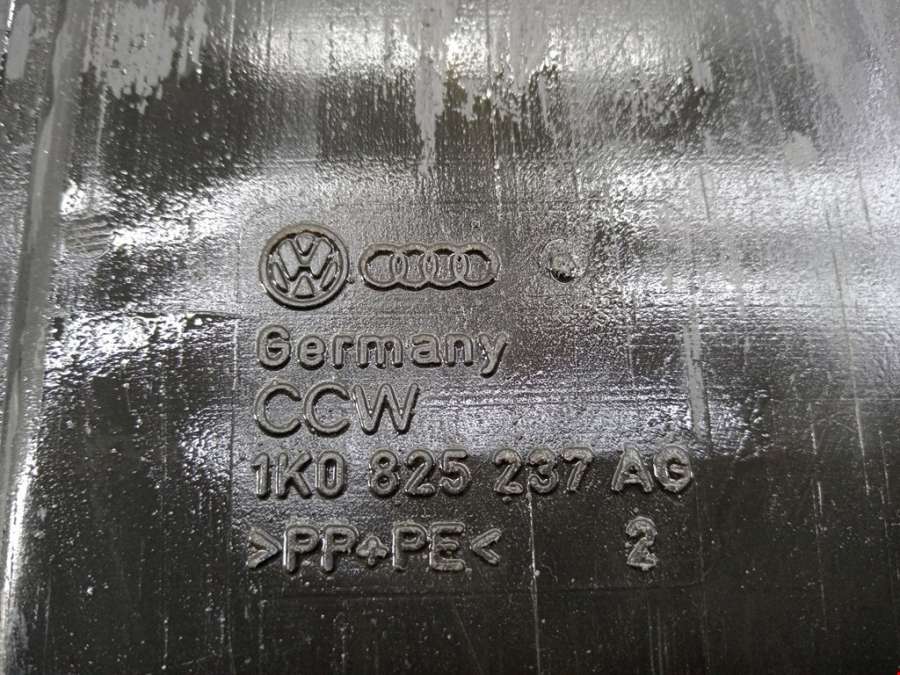 Germany
CCW
1K0 825 237 AG
>PP+PE< 2